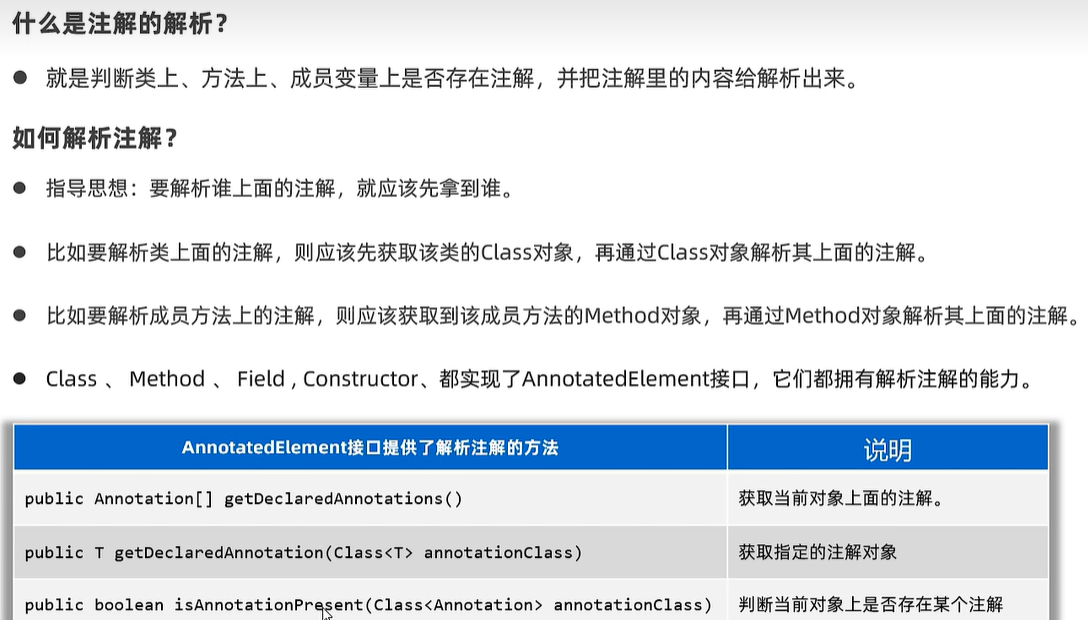 什么是注解的解析？
● 就是判断类上、方法上、成员变量上是否存在注解，并把注解里的内容给解析出来。
如何解析注解？
● 指导思想：要解析谁上面的注解，就应该先拿到谁。
● 比如要解析类上面的注解，则应该先获取该类的Class对象，再通过Class对象解析其上面的注解。
● 比如要解析成员方法上的注解，则应该获取到该成员方法的Method对象，再通过Method对象解析其上面的注解。
● Class 、 Method 、 Field , Constructor、都实现了AnnotatedElement接口，它们都拥有解析注解的能力。
AnnotatedElement接口提供了解析注解的方法 说明
public Annotation[] getDeclaredAnnotations() 获取当前对象上面的注解。
public T getDeclaredAnnotation(Class<T> annotationClass) 获取指定的注解对象
public boolean isAnnotationPresent(Class<Annotation> annotationClass) 判断当前对象上是否存在某个注解